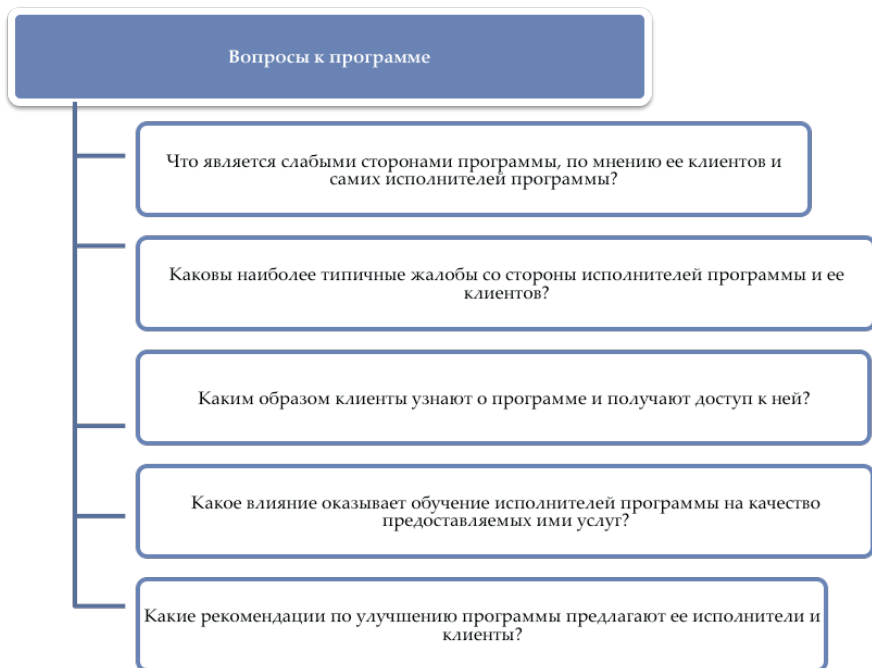 Вопросы к программе
Что является слабыми сторонами программы, по мнению ее клиентов и
самих исполнителей программы?
Каковы наиболее типичные жалобы со стороны исполнителей программы и ее
клиентов?
Каким образом клиенты узнают о программе и получают доступ к ней?
Какое влияние оказывает обучение исполнителей программы на качество
предоставляемых ими услуг?
Какие рекомендации по улучшению программы предлагают ее исполнители и
клиенты?